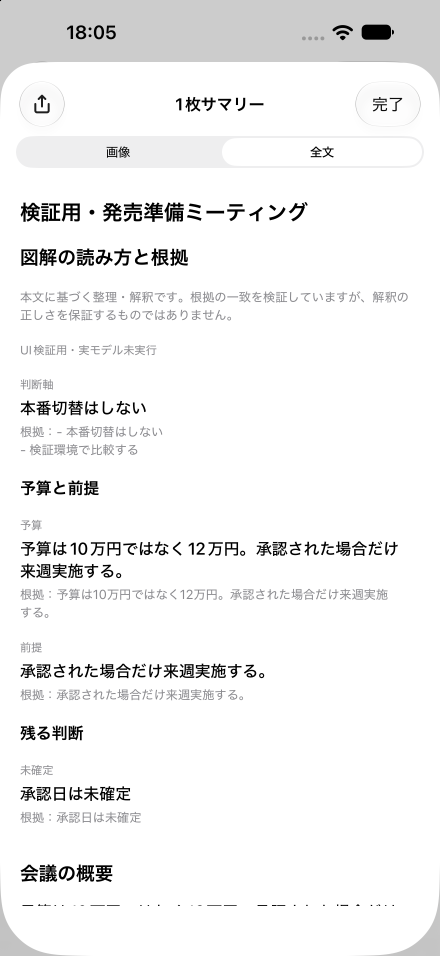 18:05
1枚サマリー
完了
画像
全文
検証用・発売準備ミーティング
図解の読み方と根拠
本文に基づく整理・解釈です。根拠の一致を検証していますが、解釈の
正しさを保証するものではありません。
UI検証用・実モデル未実行
判断軸
本番切替はしない
根拠：- 本番切替はしない
- 検証環境で比較する
予算と前提
予算
予算は10万円ではなく12万円。承認された場合だけ
来週実施する。
根拠：予算は10万円ではなく12万円。承認された場合だけ来週実施
する。
前提
承認された場合だけ来週実施する。
根拠：承認された場合だけ来週実施する。
残る判断
未確定
承認日は未確定
根拠：承認日は未確定
会議の概要